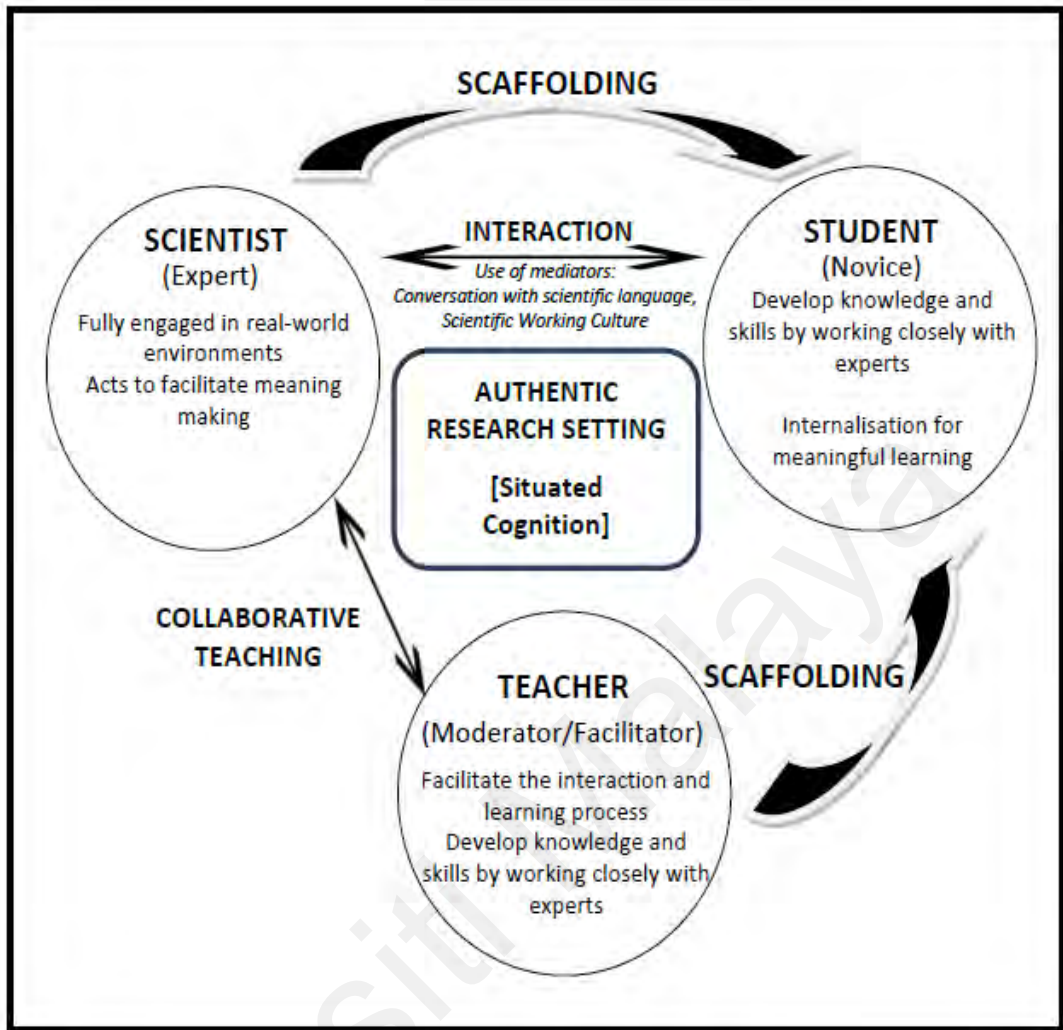 SCAFFOLDING
SCIENTIST
(Expert)
Fully engaged in real-world
environments
Acts to facilitate meaning
making
INTERACTION
Use of mediators:
Conversation with scientific language,
Scientific Working Culture
STUDENT
(Novice)
Develop knowledge and
skills by working closely with
experts
Internalisation for
meaningful learning
AUTHENTIC
RESEARCH SETTING
[Situated
Cognition]
COLLABORATIVE
TEACHING
TEACHER
(Moderator/Facilitator)
Facilitate the interaction and
learning process
Develop knowledge and
skills by working closely with
experts
SCAFFOLDING
siti Malaya